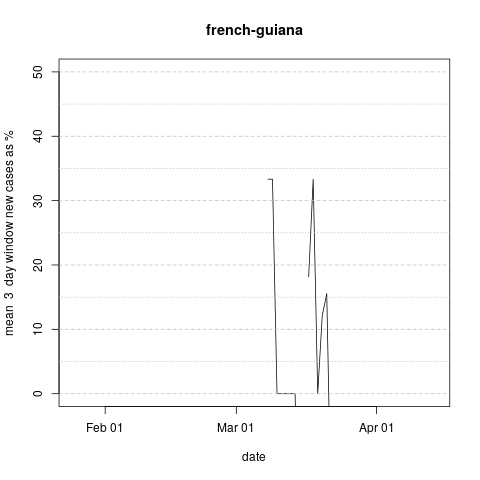 french-guiana
mean  3  day window new cases as %
50
40
30
20
10
0
Feb 01
Mar 01
Apr 01
date